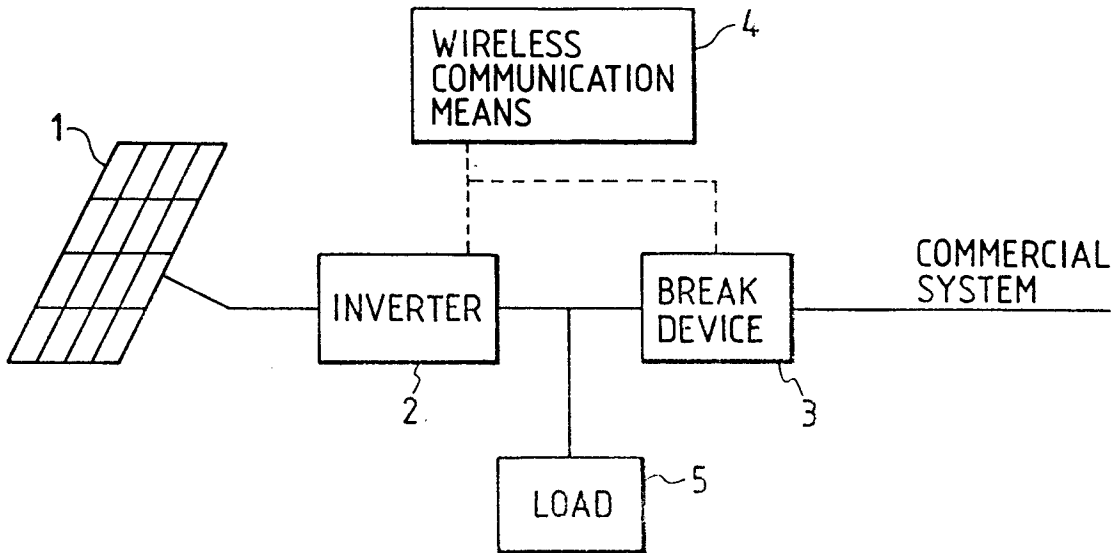 4
WIRELESS
COMMUNICATION
MEANS
1
INVERTER
2
BREAK
DEVICE
3
COMMERCIAL
SYSTEM
LOAD
5